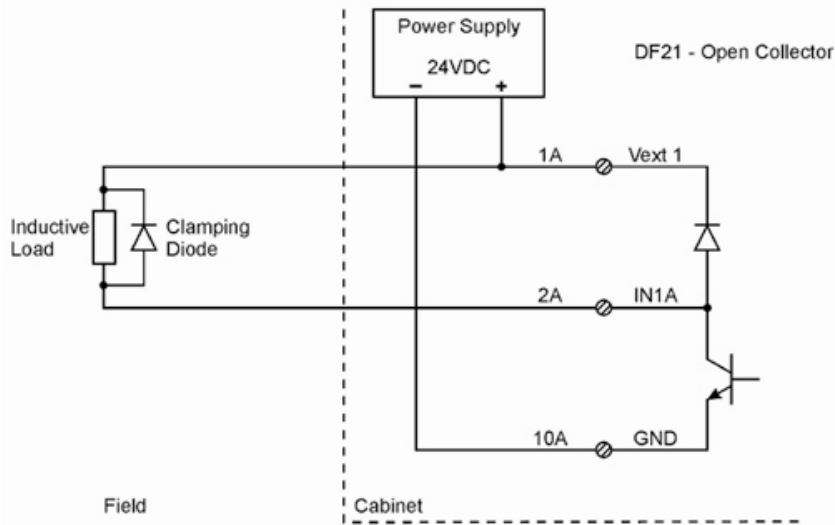 Power Supply
24VDC
− +
DF21 - Open Collector
1A Vext 1
Inductive
Load
Clamping
Diode
2A IN1A
10A GND
Field
Cabinet